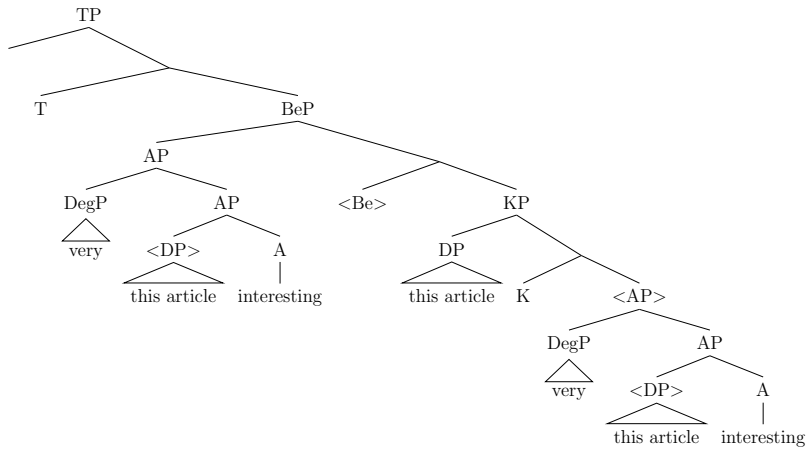 TP
T BeP
AP
DegP AP <Be> KP
very <DP> A DP
this article interesting this article K <AP>
DegP AP
very <DP> A
this article interesting